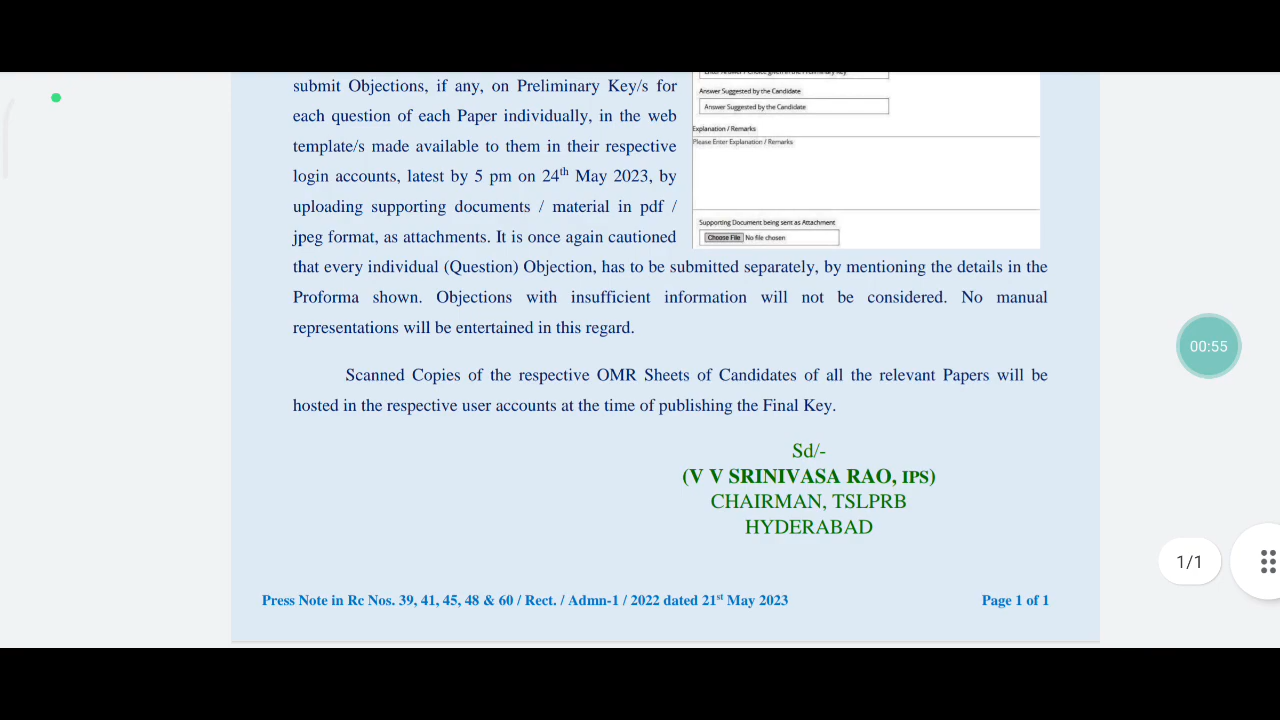 submit Objections, if any, on Preliminary Key/s for
each question of each Paper individually, in the web
template/s made available to them in their respective
login accounts, latest by 5 pm on 24th May 2023, by
uploading supporting documents / material in pdf /
jpeg format, as attachments. It is once again cautioned
Answer Suggested by the Candidate
Answer Suggested by the Candidate
Explanation / Remarks
Please Enter Explanation / Remarks
Supporting Document being sent as Attachment
Choose File No file chosen
that every individual (Question) Objection, has to be submitted separately, by mentioning the details in the
Proforma shown. Objections with insufficient information will not be considered. No manual
representations will be entertained in this regard.
Scanned Copies of the respective OMR Sheets of Candidates of all the relevant Papers will be
hosted in the respective user accounts at the time of publishing the Final Key.
Sd/-
(V V SRINIVASA RAO, IPS)
CHAIRMAN, TSLPRB
HYDERABAD
Press Note in Rc Nos. 39, 41, 45, 48 & 60 / Rect. / Admn-1 / 2022 dated 21st May 2023
Page 1 of 1
00:55
1/1